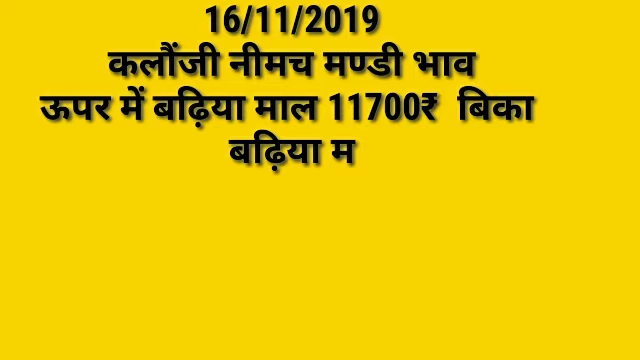 16/11/2019
कलौंजी नीमच मण्डी भाव
ऊपर में बढ़िया माल 11700₹ बिका
बढ़िया म